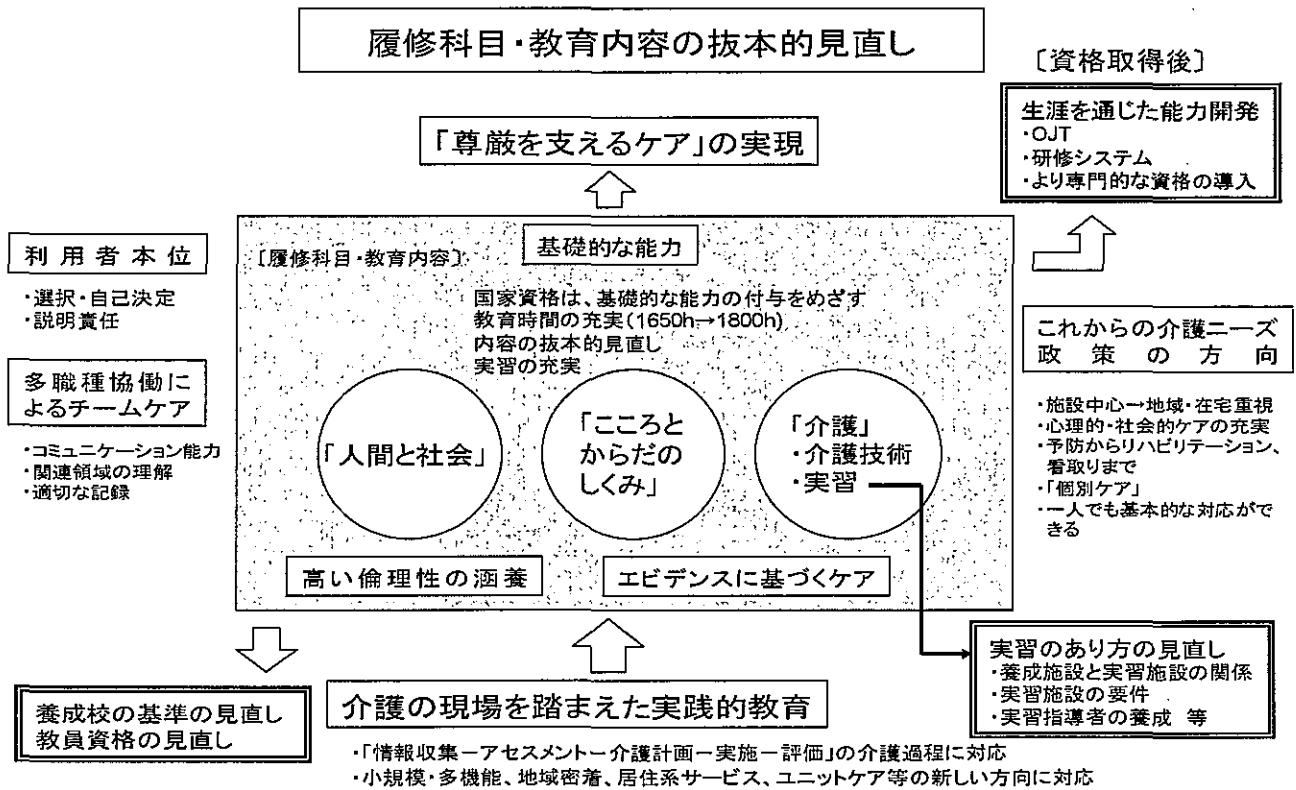 履修科目・教育内容の抜本的見直し
〔資格取得後〕
生涯を通じた能力開発
・OJT
・研修システム
・より専門的な資格の導入
「尊厳を支えるケア」の実現
利用者本位
・選択・自己決定
・説明責任
多職種協働に
よるチームケア
・コミュニケーション能力
・関連領域の理解
・適切な記録
〔履修科目・教育内容〕
基礎的な能力
国家資格は、基礎的な能力の付与をめざす
教育時間の充実(1650h→1800h)
内容の抜本的見直し
実習の充実
「人間と社会」
「こころと
からだの
しくみ」
「介護」
・介護技術
・実習
高い倫理性の涵養
エビデンスに基づくケア
これからの介護ニーズ
政策の方向
・施設中心→地域・在宅重視
・心理的・社会的ケアの充実
・予防からリハビリテーション、
看取りまで
・「個別ケア」
・一人でも基本的な対応がで
きる
養成校の基準の見直し
教員資格の見直し
介護の現場を踏まえた実践的教育
・「情報収集－アセスメント－介護計画－実施－評価」の介護過程に対応
・小規模・多機能、地域密着、居住系サービス、ユニットケア等の新しい方向に対応
実習のあり方の見直し
・養成施設と実習施設の関係
・実習施設の要件
・実習指導者の養成 等